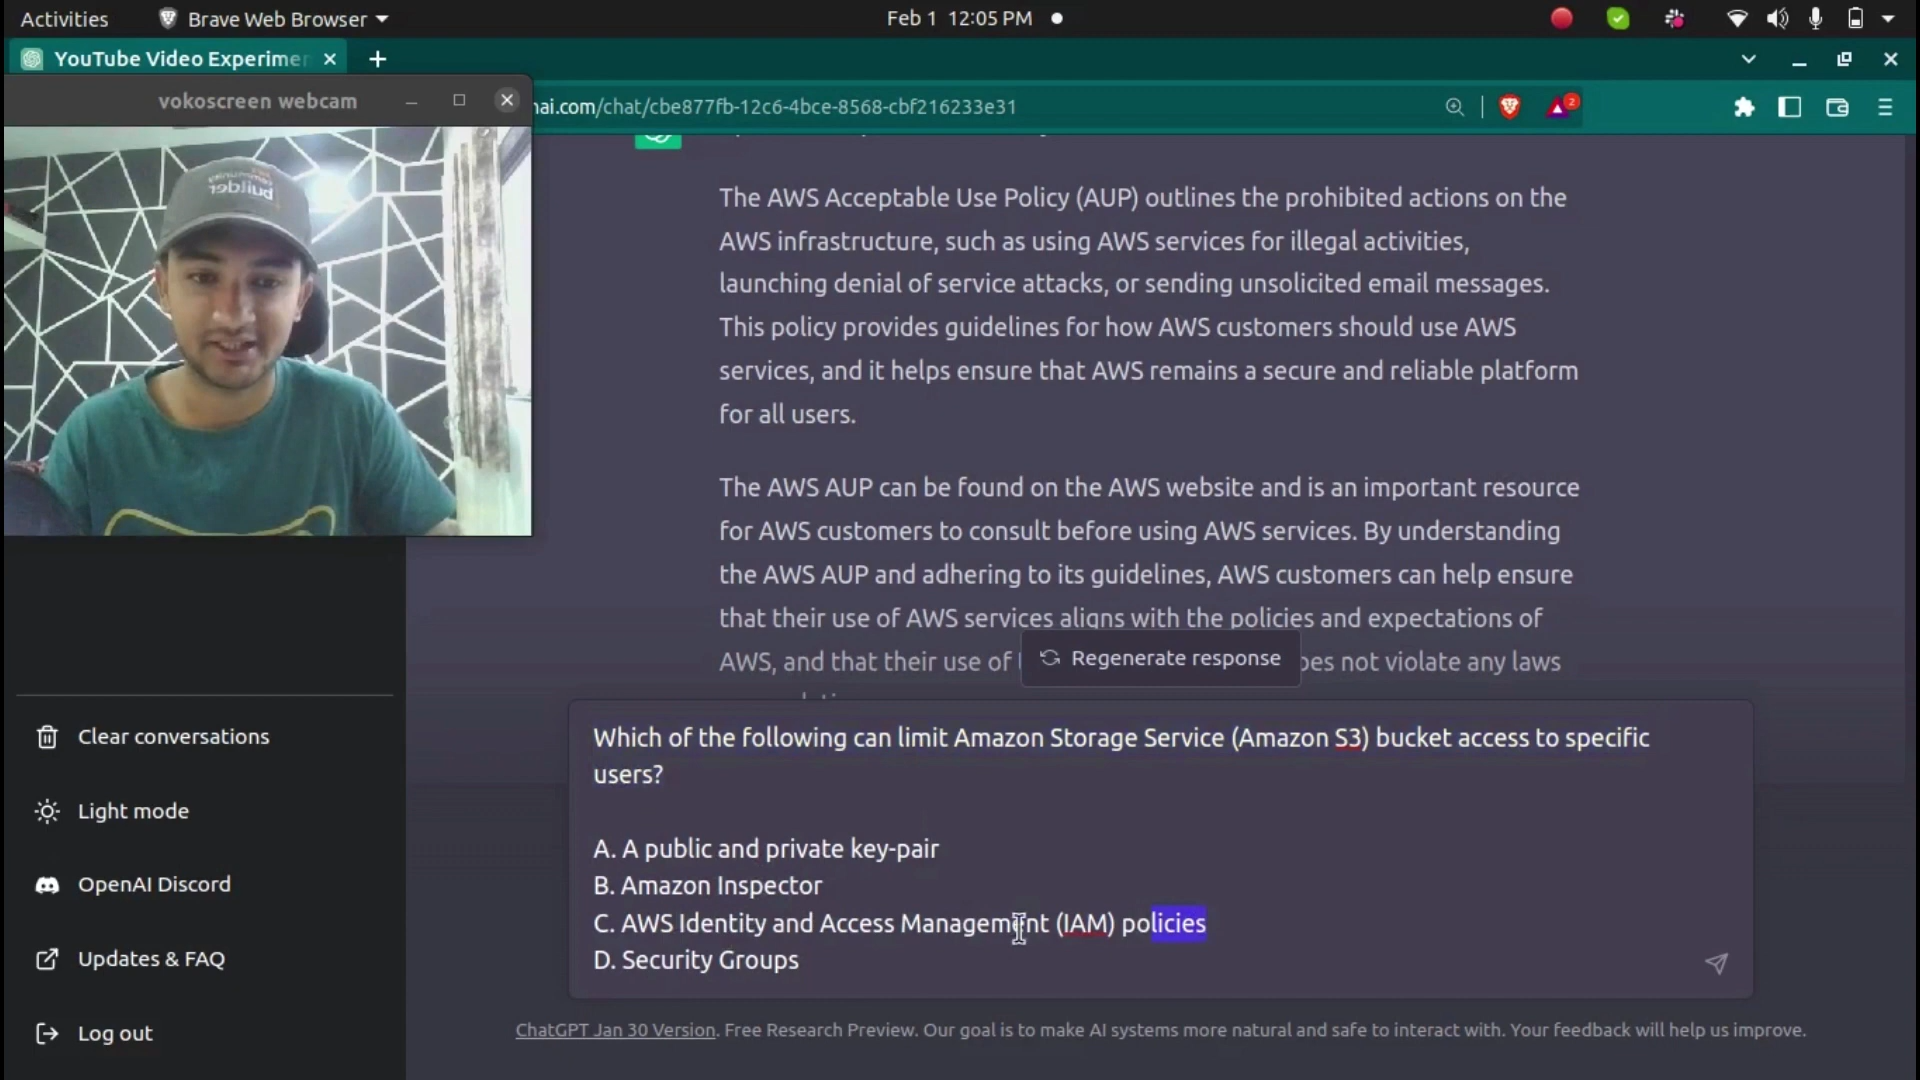 Activities
Brave Web Browser
Feb 1 12:05 PM
YouTube Video Experime
vokoscreen webcam
nai.com/chat/cbe877fb-12c6-4bce-8568-cbf216233e31
2
builder
The AWS Acceptable Use Policy (AUP) outlines the prohibited actions on the
AWS infrastructure, such as using AWS services for illegal activities,
launching denial of service attacks, or sending unsolicited email messages.
This policy provides guidelines for how AWS customers should use AWS
services, and it helps ensure that AWS remains a secure and reliable platform
for all users.
The AWS AUP can be found on the AWS website and is an important resource
for AWS customers to consult before using AWS services. By understanding
the AWS AUP and adhering to its guidelines, AWS customers can help ensure
that their use of AWS services aligns with the policies and expectations of
AWS, and that their use of
Regenerate response
oes not violate any laws
Which of the following can limit Amazon Storage Service (Amazon S3) bucket access to specific
users?
A. A public and private key-pair
B. Amazon Inspector
C. AWS Identity and Access Management (IAM) policies
D. Security Groups
Clear conversations
Light mode
OpenAI Discord
Updates & FAQ
Log out
ChatGPT Jan 30 Version. Free Research Preview. Our goal is to make AI systems more natural and safe to interact with. Your feedback will help us improve.